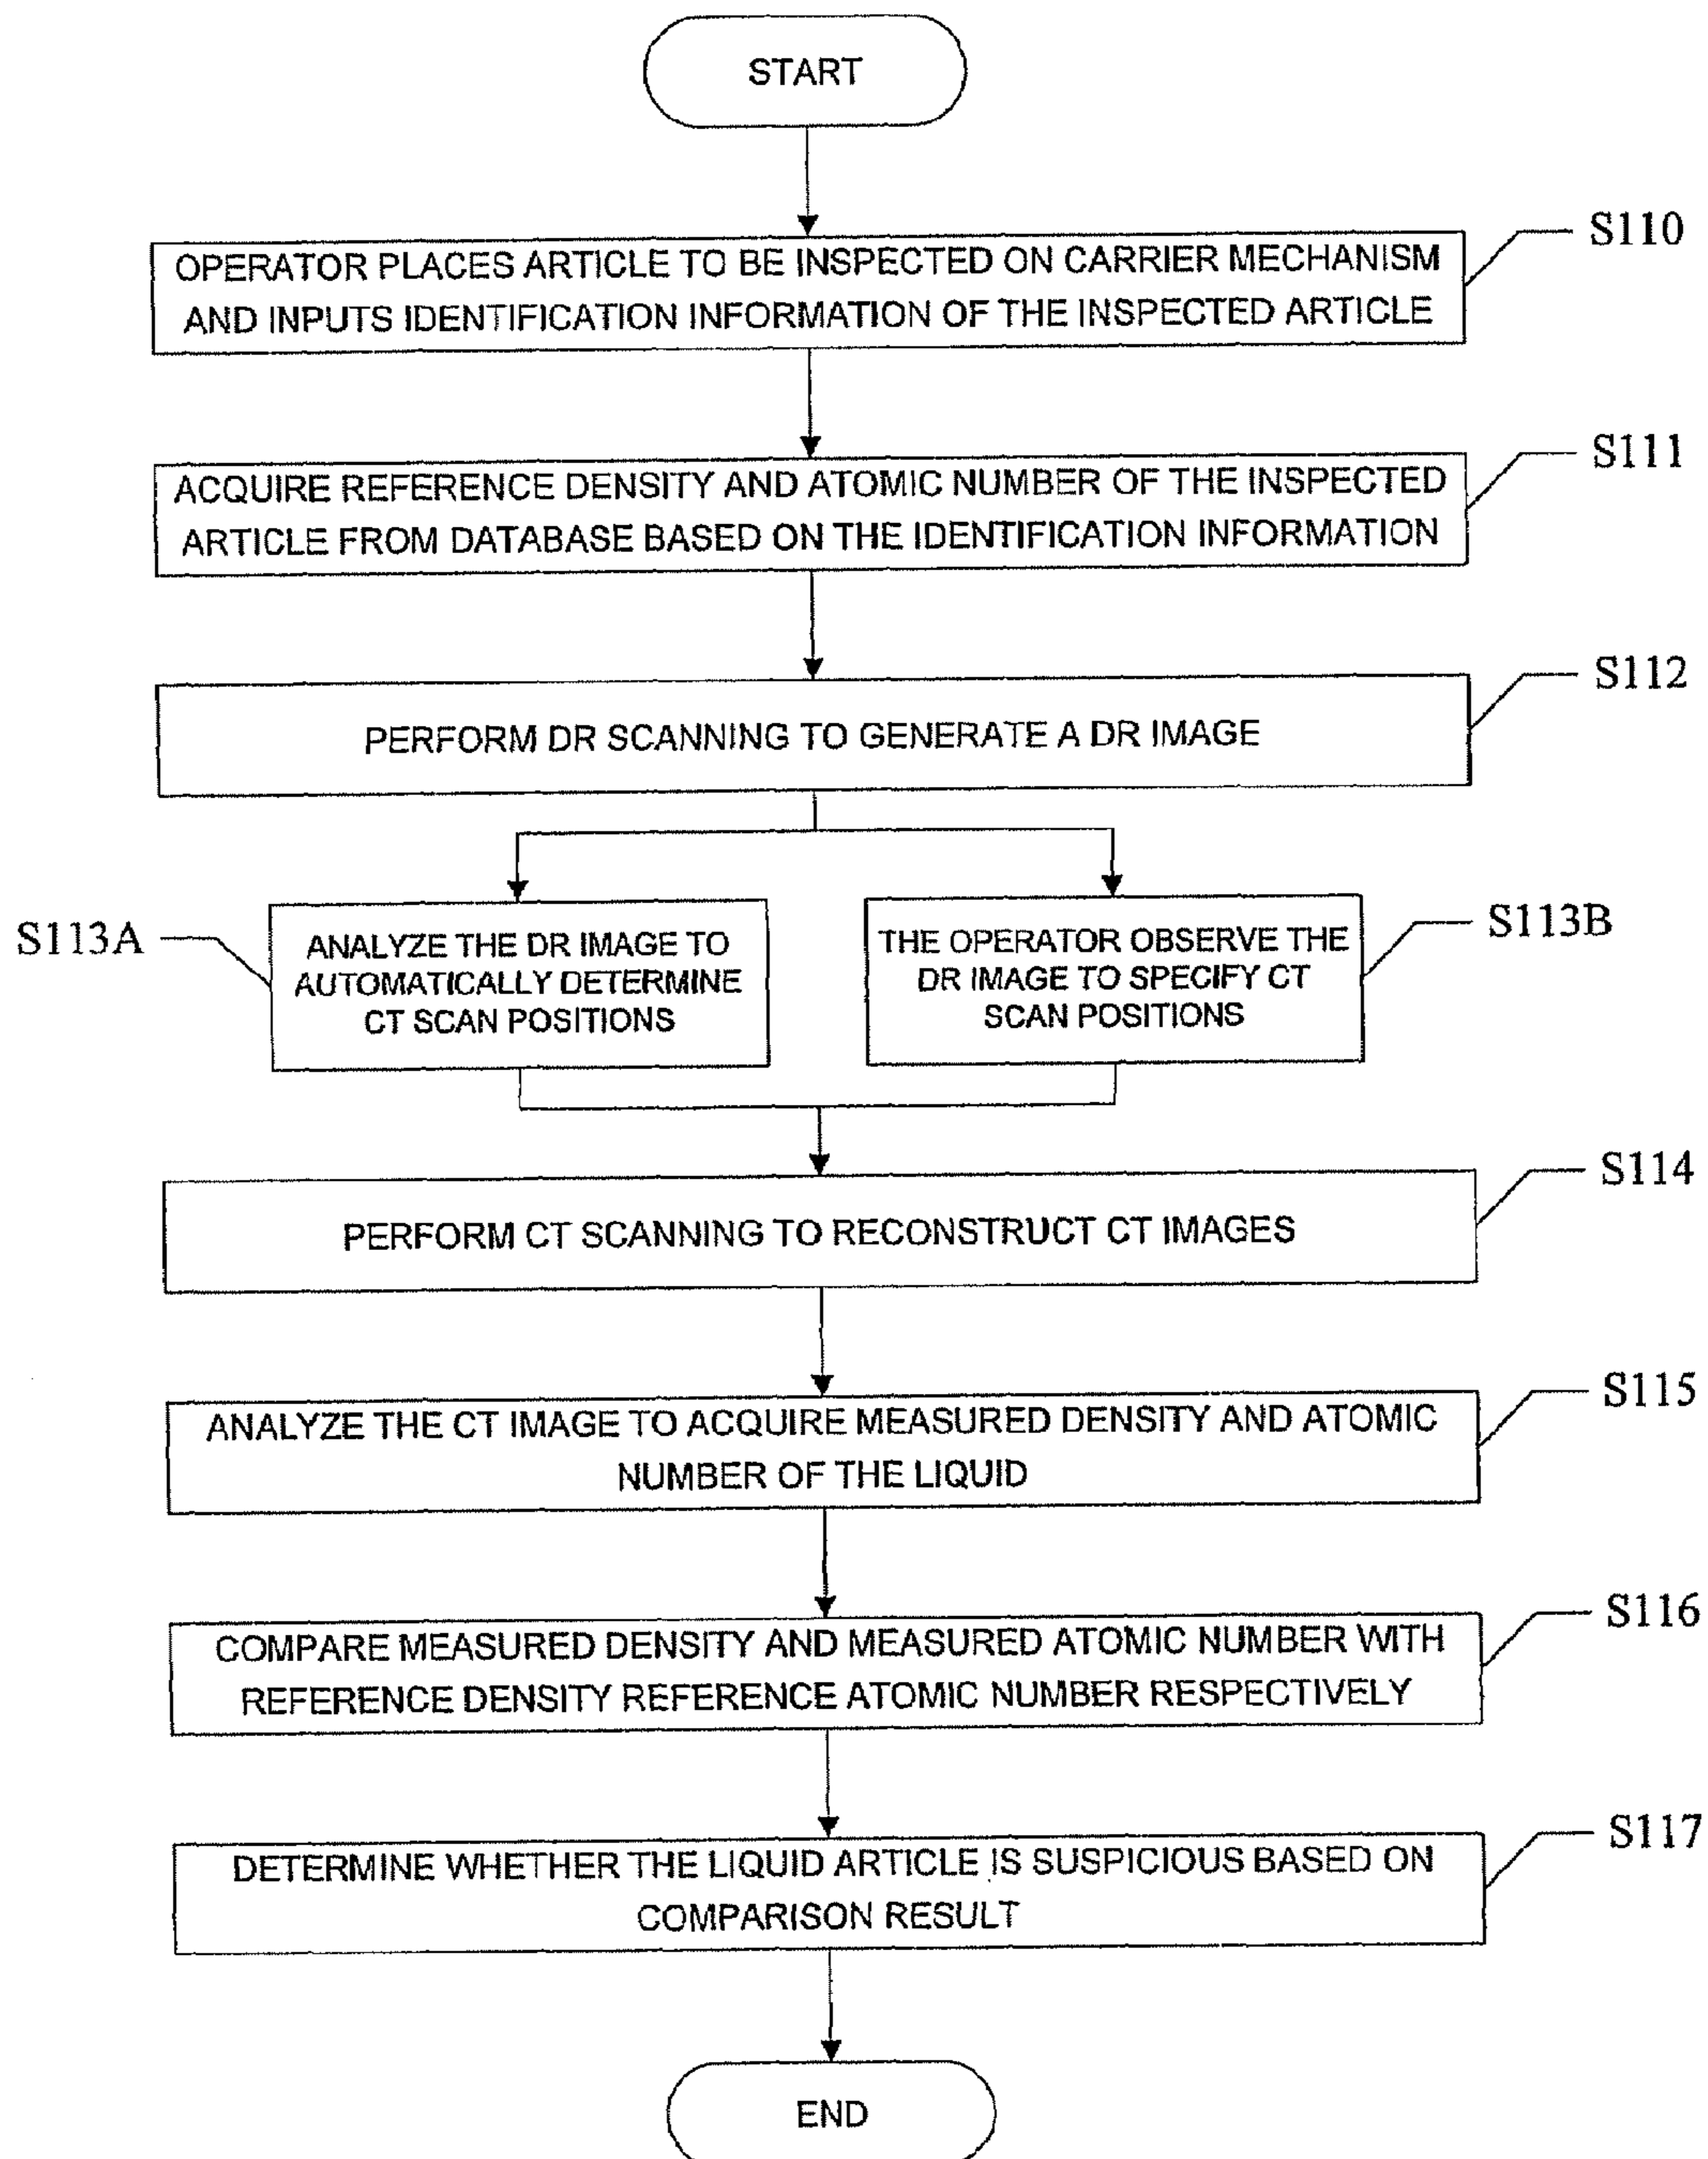 START
S110
OPERATOR PLACES ARTICLE TO BE INSPECTED ON CARRIER MECHANISM
AND INPUTS IDENTIFICATION INFORMATION OF THE INSPECTED ARTICLE
S111
ACQUIRE REFERENCE DENSITY AND ATOMIC NUMBER OF THE INSPECTED
ARTICLE FROM DATABASE BASED ON THE IDENTIFICATION INFORMATION
S112
PERFORM DR SCANNING TO GENERATE A DR IMAGE
S113A
ANALYZE THE DR IMAGE TO
AUTOMATICALLY DETERMINE
CT SCAN POSITIONS
S113B
THE OPERATOR OBSERVE THE
DR IMAGE TO SPECIFY CT
SCAN POSITIONS
S114
PERFORM CT SCANNING TO RECONSTRUCT CT IMAGES
S115
ANALYZE THE CT IMAGE TO ACQUIRE MEASURED DENSITY AND ATOMIC
NUMBER OF THE LIQUID
S116
COMPARE MEASURED DENSITY AND MEASURED ATOMIC NUMBER WITH
REFERENCE DENSITY REFERENCE ATOMIC NUMBER RESPECTIVELY
S117
DETERMINE WHETHER THE LIQUID ARTICLE IS SUSPICIOUS BASED ON
COMPARISON RESULT
END